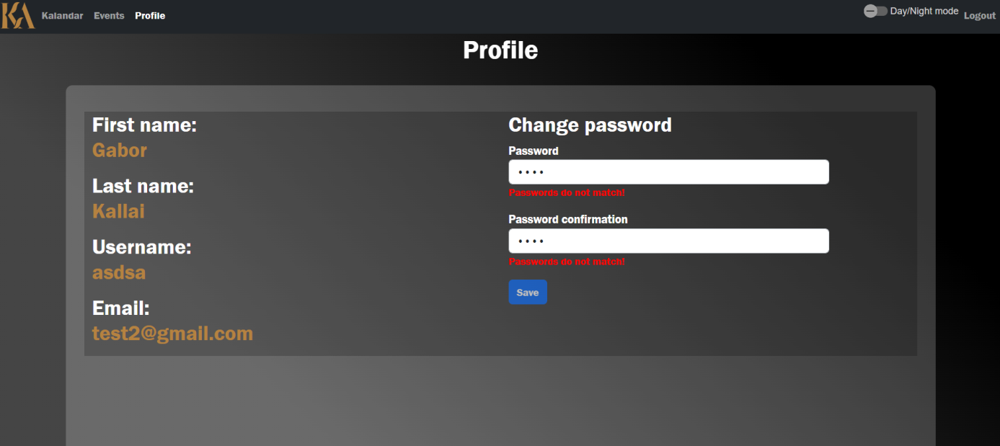 KA Kalandar Events Profile Day/Night mode Logout
Profile
First name:
Gabor
Last name:
Kallai
Username:
asdsa
Email:
test2@gmail.com
Change password
Password
••••
Passwords do not match!
Password confirmation
••••
Passwords do not match!
Save